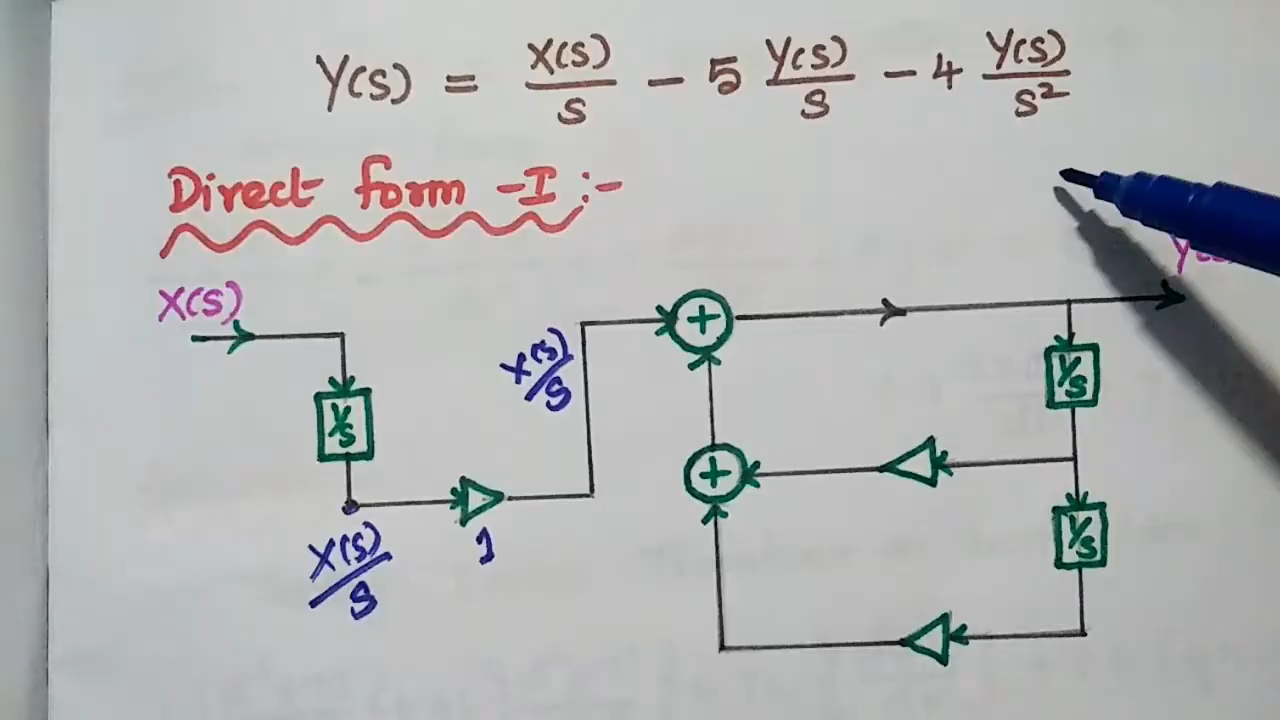 Y(S) = X(S)/S - 5 Y(S)/S - 4 Y(S)/S²
Direct form -I :-
X(S)
X(S)/S
+
1/S
1/S
+
1/S
X(S)/S
1